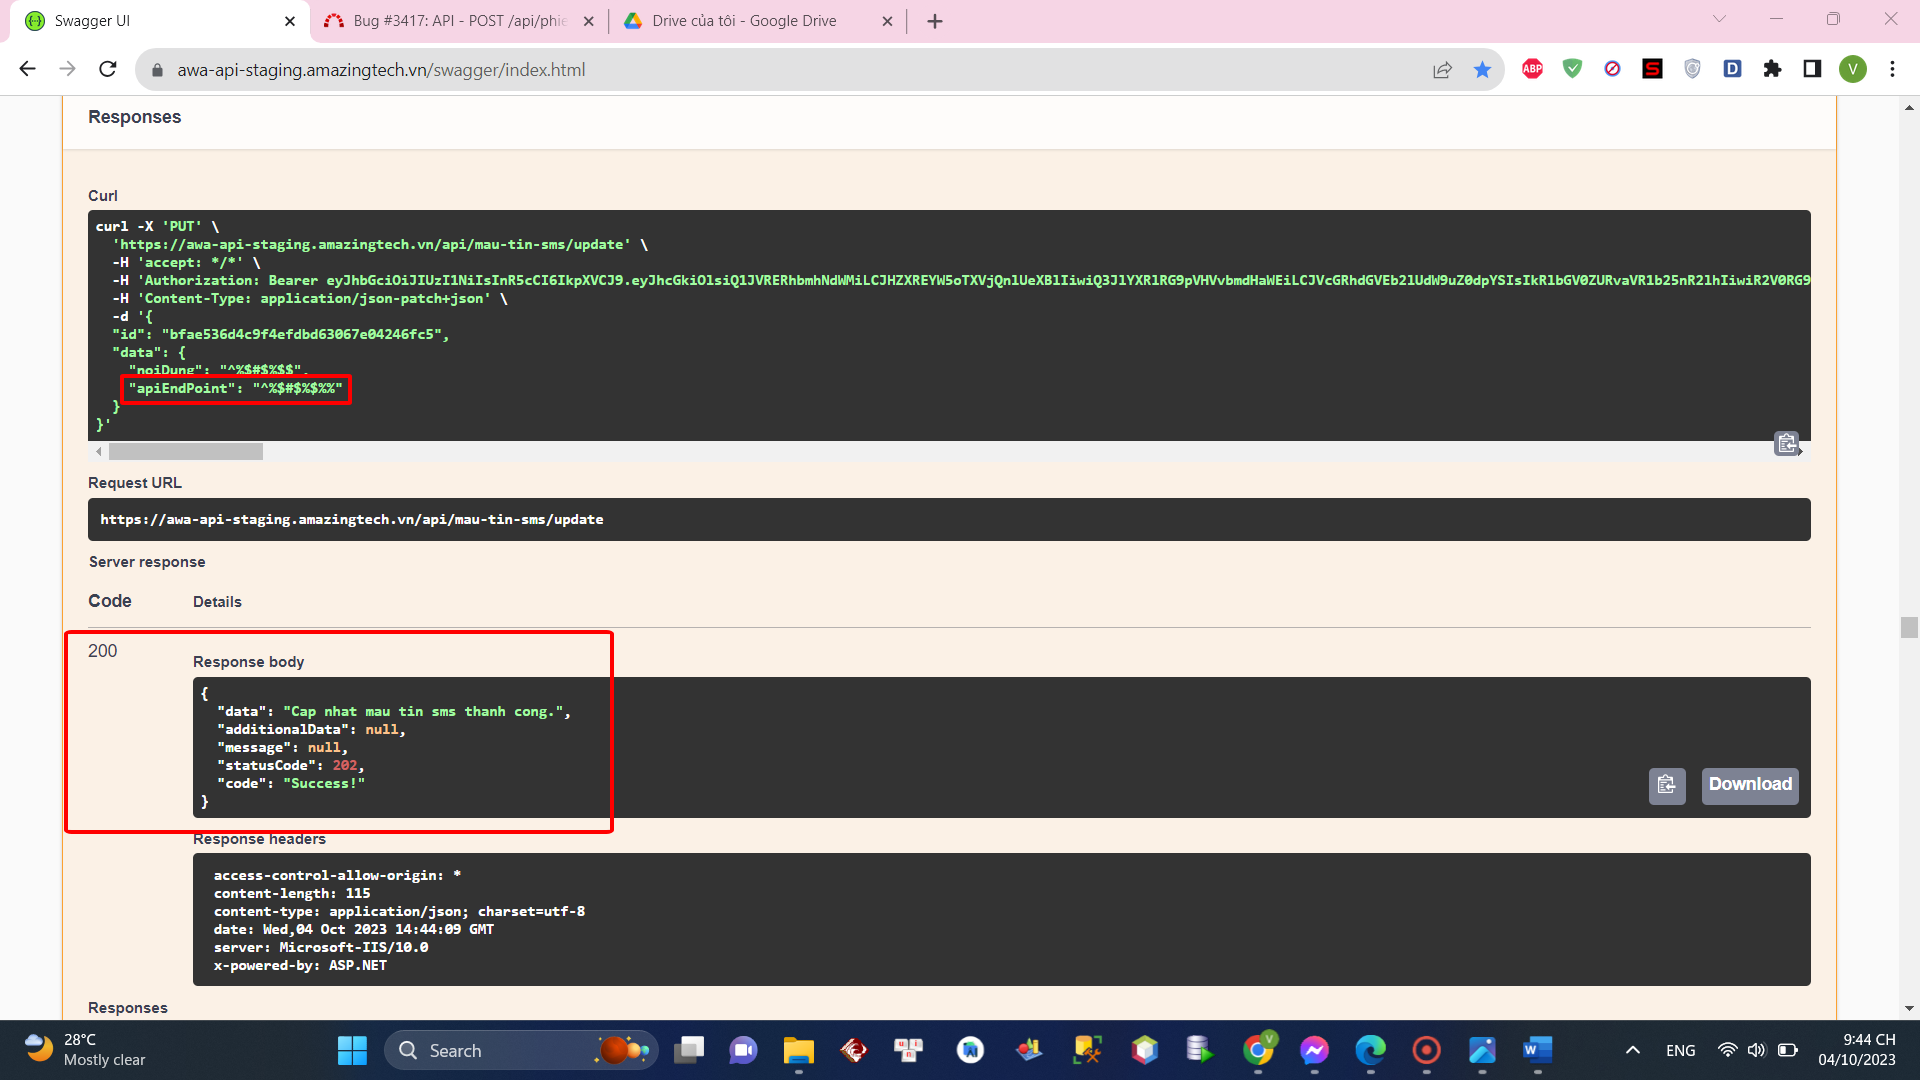 Swagger UI
Bug #3417: API - POST /api/phie
Drive của tôi - Google Drive
awa-api-staging.amazingtech.vn/swagger/index.html
ABP
S
D
V
Responses
Curl
curl -X 'PUT' \
'https://awa-api-staging.amazingtech.vn/api/mau-tin-sms/update' \
-H 'accept: */*' \
-H 'Authorization: Bearer
-H 'Content-Type: application/json-patch+json' \
-d '{
"id": "bfae536d4c9f4efdbd63067e04246fc5",
"data": {
"noiDung": "^%$#$%$$",
"apiEndPoint": "^%$#$%$%%"
}
}'
Request URL
https://awa-api-staging.amazingtech.vn/api/mau-tin-sms/update
Server response
Code
Details
200
Response body
{
"data": "Cap nhat mau tin sms thanh cong.",
"additionalData": null,
"message": null,
"statusCode": 202,
"code": "Success!"
}
Download
Response headers
access-control-allow-origin: *
content-length: 115
content-type: application/json; charset=utf-8
date: Wed,04 Oct 2023 14:44:09 GMT
server: Microsoft-IIS/10.0
x-powered-by: ASP.NET
Responses
28°C
Mostly clear
Search
V
ENG
9:44 CH
04/10/2023